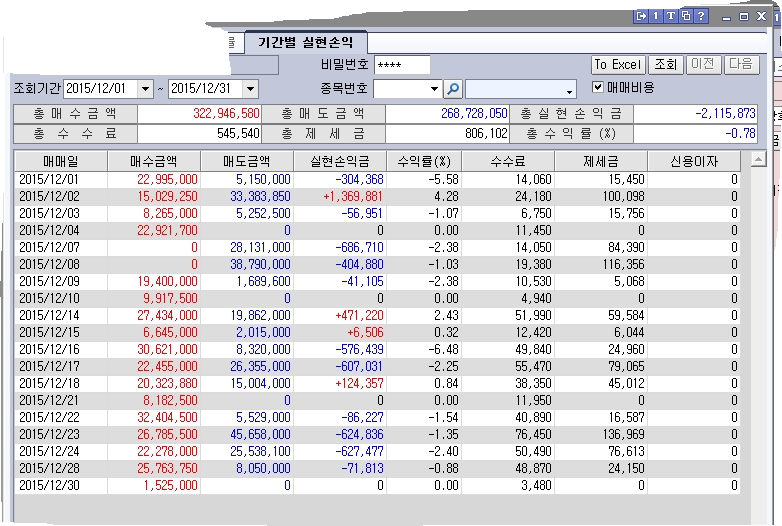 1 T ?
기간별 실현손익
비밀번호 **** To Excel 조회 이전 다음
조회기간 2015/12/01 ~ 2015/12/31 종목번호 매매비용
총 매 수 금 액 322,946,580 총 매 도 금 액 268,728,050 총 실 현 손 익 금 -2,115,873
총 수 수 료 545,540 총 제 세 금 806,102 총 수 익 률 (%) -0.78
매매일 매수금액 매도금액 실현손익금 수익률(%) 수수료 제세금 신용이자
2015/12/01 22,995,000 5,150,000 -304,368 -5.58 14,060 15,450 0
2015/12/02 15,029,250 33,383,850 +1,369,881 4.28 24,180 100,098 0
2015/12/03 8,265,000 5,252,500 -56,951 -1.07 6,750 15,756 0
2015/12/04 22,921,700 0 0 0.00 11,450 0 0
2015/12/07 0 28,131,000 -686,710 -2.38 14,050 84,390 0
2015/12/08 0 38,790,000 -404,880 -1.03 19,380 116,356 0
2015/12/09 19,400,000 1,689,600 -41,105 -2.38 10,530 5,068 0
2015/12/10 9,917,500 0 0 0.00 4,940 0 0
2015/12/14 27,434,000 19,862,000 +471,220 2.43 51,990 59,584 0
2015/12/15 6,645,000 2,015,000 +6,506 0.32 12,420 6,044 0
2015/12/16 30,621,000 8,320,000 -576,439 -6.48 49,840 24,960 0
2015/12/17 22,455,000 26,355,000 -607,031 -2.25 55,470 79,065 0
2015/12/18 20,323,880 15,004,000 +124,357 0.84 38,350 45,012 0
2015/12/21 8,182,500 0 0 0.00 11,950 0 0
2015/12/22 32,404,500 5,529,000 -86,227 -1.54 40,890 16,587 0
2015/12/23 26,785,500 45,658,000 -624,836 -1.35 76,450 136,969 0
2015/12/24 22,278,000 25,538,100 -627,477 -2.40 50,490 76,613 0
2015/12/28 25,763,750 8,050,000 -71,813 -0.88 48,870 24,150 0
2015/12/30 1,525,000 0 0 0.00 3,480 0 0